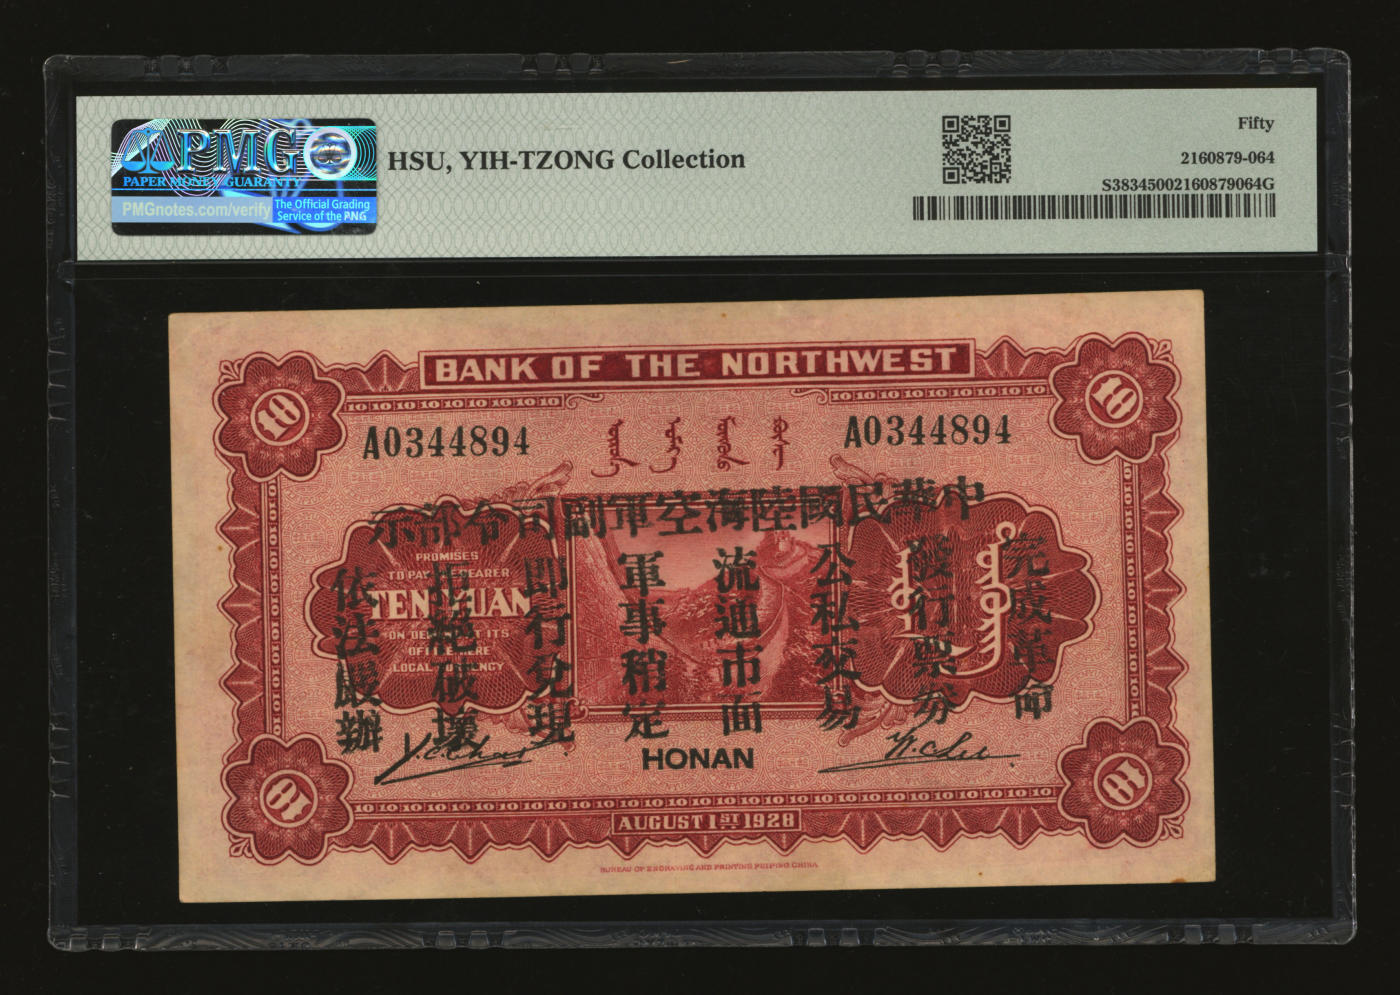 PMG
PAPER MONEY GUARANTY
PMGnotes.com/verify
The Official Grading
Service of the PNG
HSU, YIH-TZONG Collection
Fifty
2160879-064
S38345002160879064G
BANK OF THE NORTHWEST
10
10
A0344894
A0344894
中華民國陸海空軍副司令部示
完成革命
發行票券
公私交易
流通市面
軍事稍定
即行兌現
拒絕破壞
依法嚴辦
PROMISES
TO PAY BEARER
TEN YUAN
ON DEMAND AT ITS
OFFICE HERE
LOCAL CURRENCY
HONAN
10
10
AUGUST 1ST 1928
BUREAU OF ENGRAVING AND PRINTING PEIPING CHINA